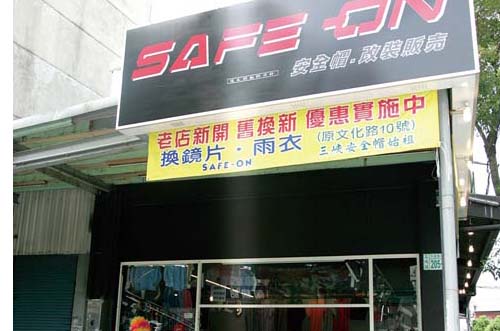 SAFE-ON
安全帽.改裝販売
老店新開 舊換新 優惠實施中
換鏡片·雨衣 (原文化路10號)
SAFE-ON 三峽安全帽始祖
205